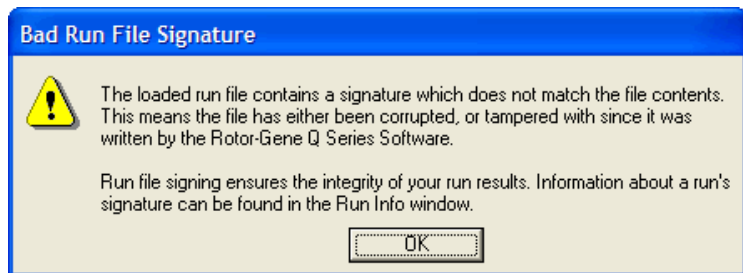 Bad Run File Signature
The loaded run file contains a signature which does not match the file contents.
This means the file has either been corrupted, or tampered with since it was
written by the Rotor-Gene Q Series Software.
Run file signing ensures the integrity of your run results. Information about a run's
signature can be found in the Run Info window.
OK